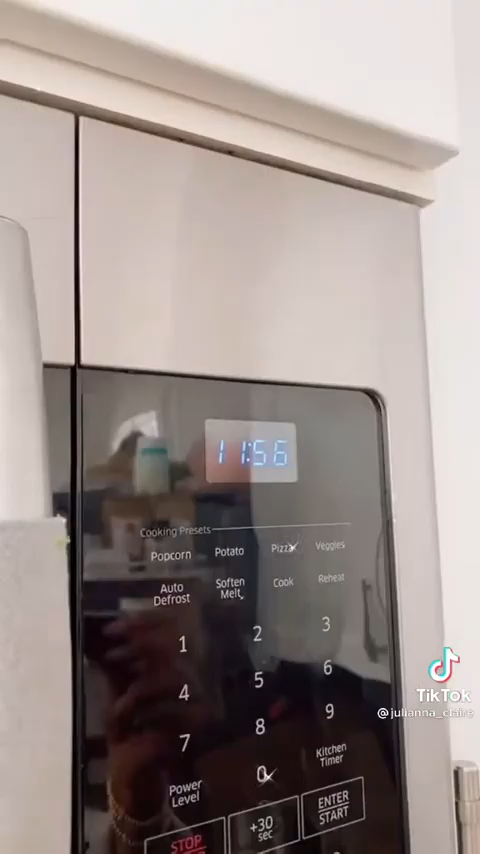 11:56
Cooking Presets
Popcorn Potato Pizza Veggies
Auto Defrost Soften Melt Cook Reheat
1 2 3
4 5 6
7 8 9
Power Level 0 Kitchen Timer
STOP +30 sec ENTER START
TikTok
@julianna_claire